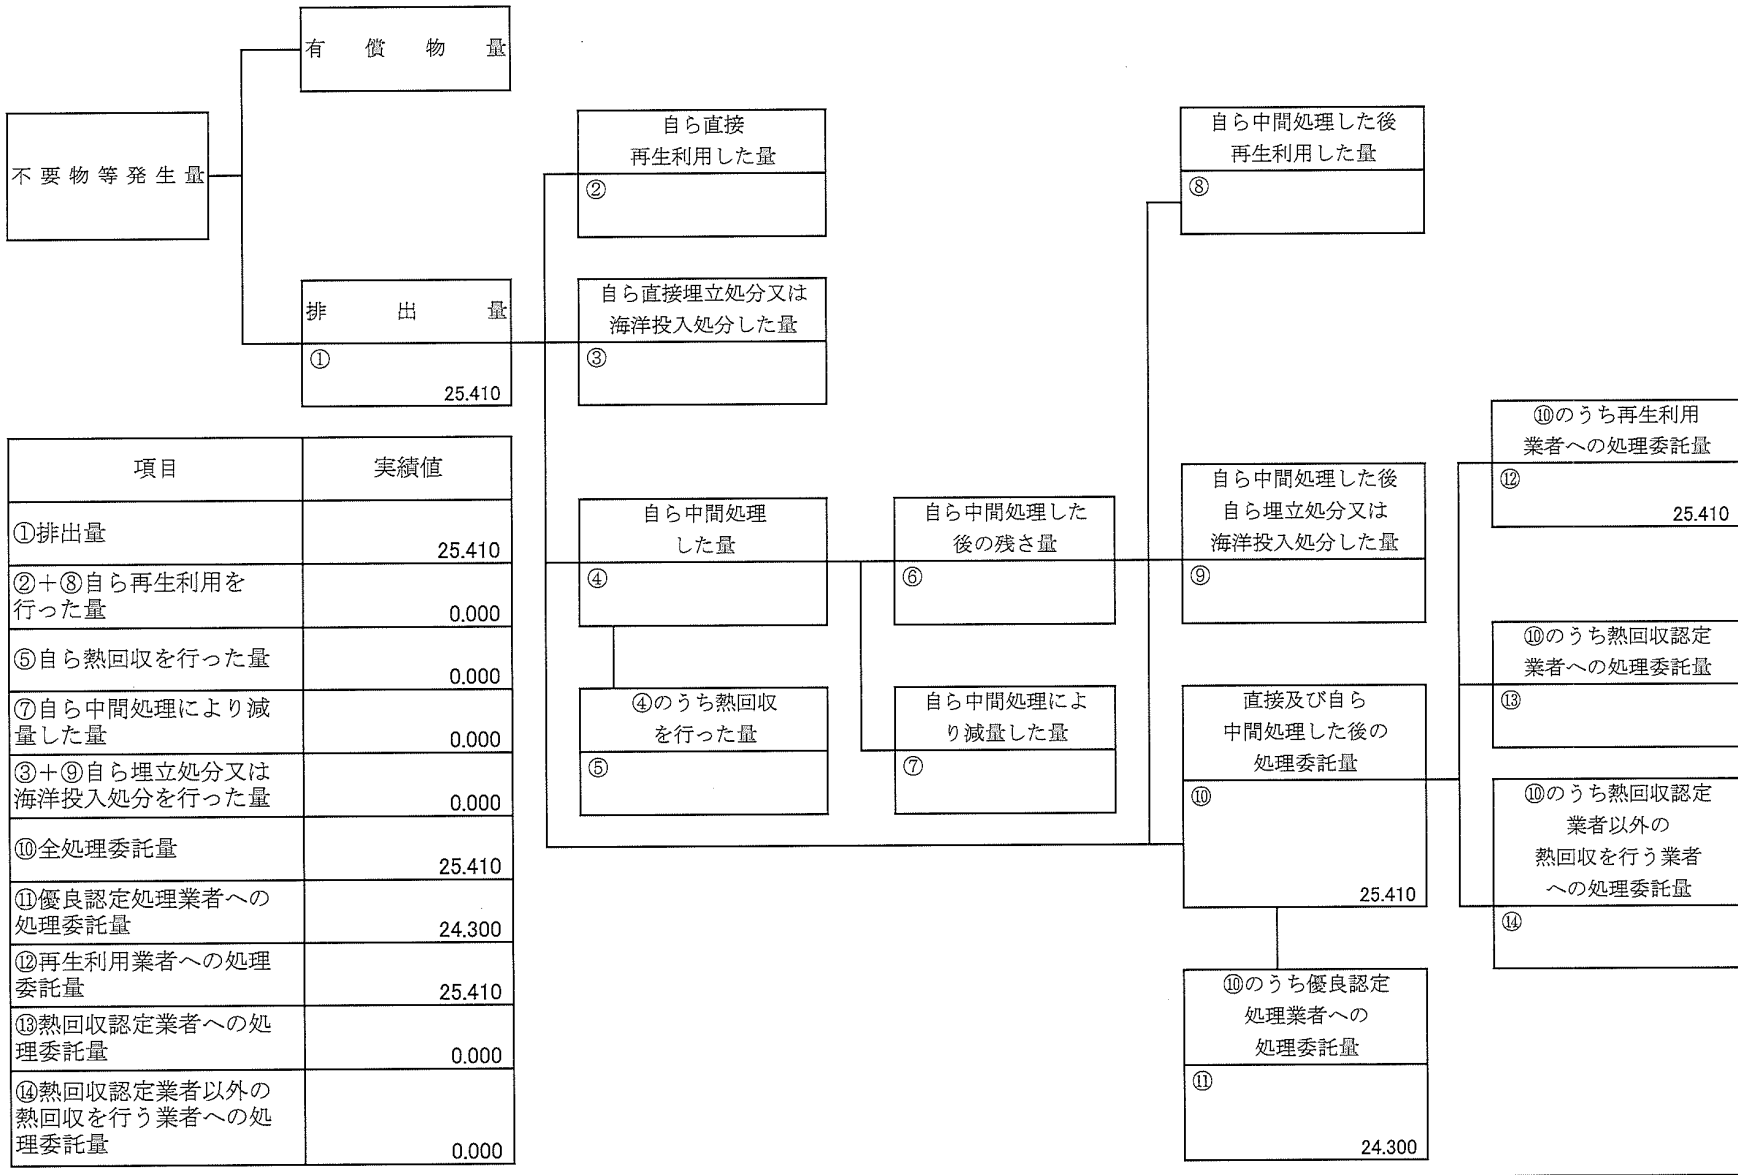 有償物量
不要物等発生量
排出量
①
25.410
自ら直接
再生利用した量
②
自ら直接埋立処分又は
海洋投入処分した量
③
自ら中間処理
した量
④
④のうち熱回収
を行った量
⑤
自ら中間処理した
後の残さ量
⑥
自ら中間処理によ
り減量した量
⑦
自ら中間処理した後
再生利用した量
⑧
自ら中間処理した後
自ら埋立処分又は
海洋投入処分した量
⑨
直接及び自ら
中間処理した後の
処理委託量
⑩
25.410
⑩のうち優良認定
処理業者への
処理委託量
⑪
24.300
⑩のうち再生利用
業者への処理委託量
⑫
25.410
⑩のうち熱回収認定
業者への処理委託量
⑬
⑩のうち熱回収認定
業者以外の
熱回収を行う業者
への処理委託量
⑭
項目 実績値
①排出量
25.410
②+⑧自ら再生利用を
行った量
0.000
⑤自ら熱回収を行った量
0.000
⑦自ら中間処理により減
量した量
0.000
③+⑨自ら埋立処分又は
海洋投入処分を行った量
0.000
⑩全処理委託量
25.410
⑪優良認定処理業者への
処理委託量
24.300
⑫再生利用業者への処理
委託量
25.410
⑬熱回収認定業者への処
理委託量
0.000
⑭熱回収認定業者以外の
熱回収を行う業者への処
理委託量
0.000